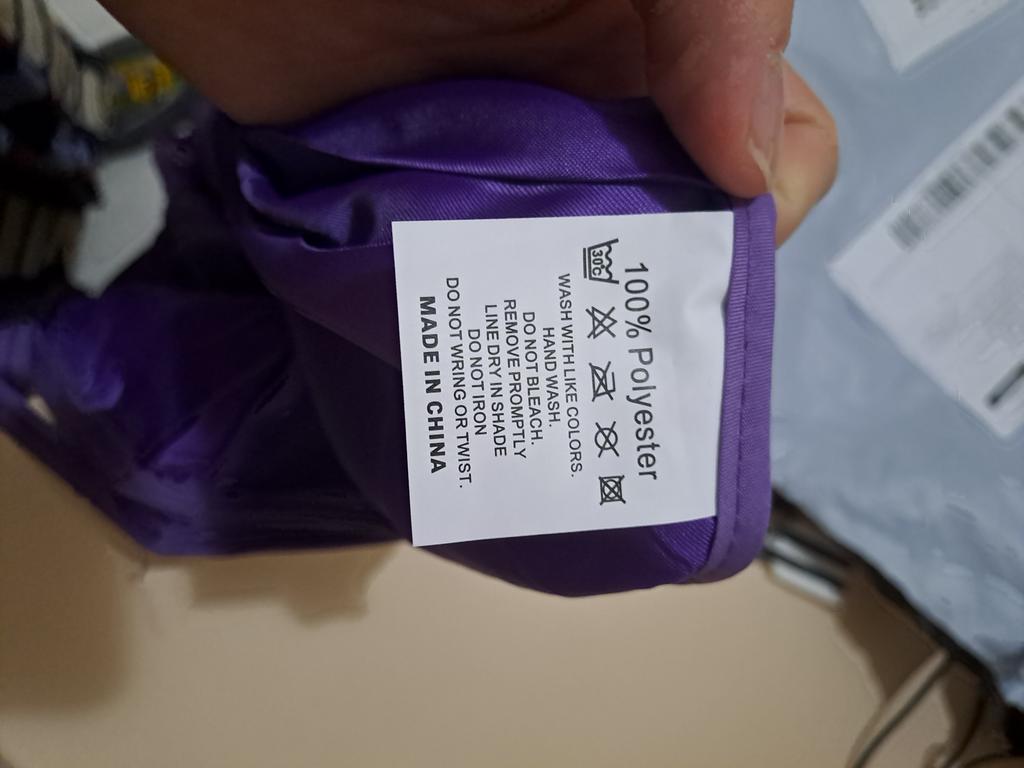 100% Polyester
30°C
WASH WITH LIKE COLORS.
HAND WASH.
DO NOT BLEACH.
REMOVE PROMPTLY
LINE DRY IN SHADE
DO NOT IRON
DO NOT WRING OR TWIST.
MADE IN CHINA